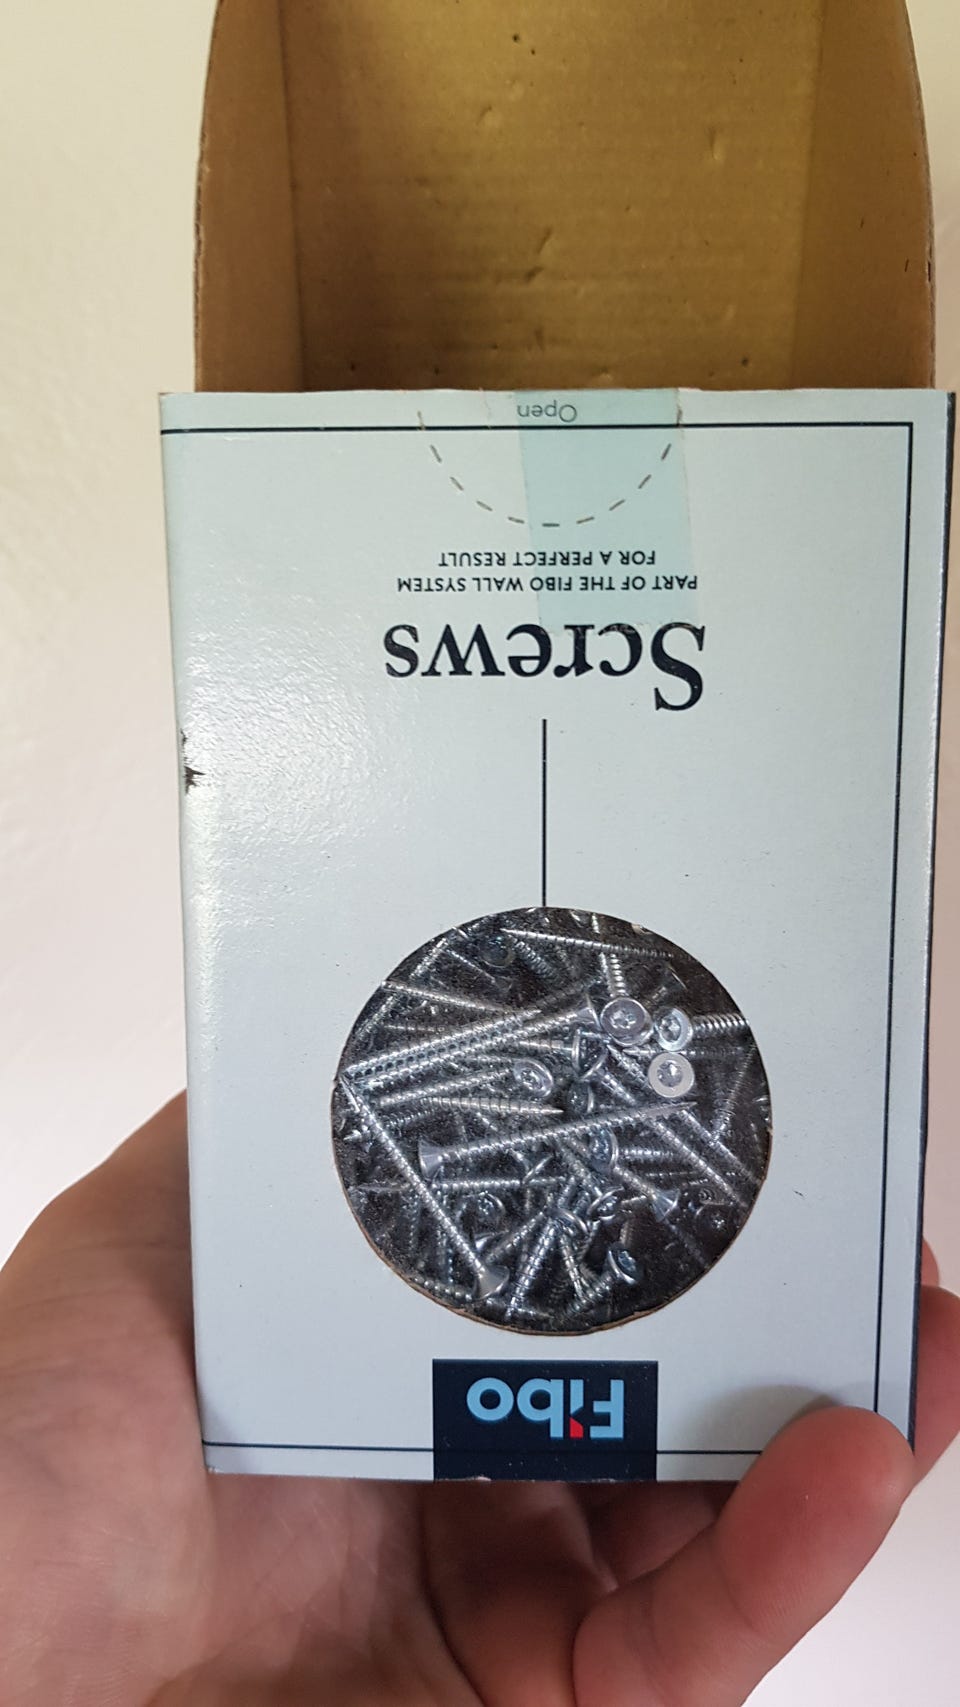 Fibo
Screws
PART OF THE FIBO WALL SYSTEM
FOR A PERFECT RESULT
Open